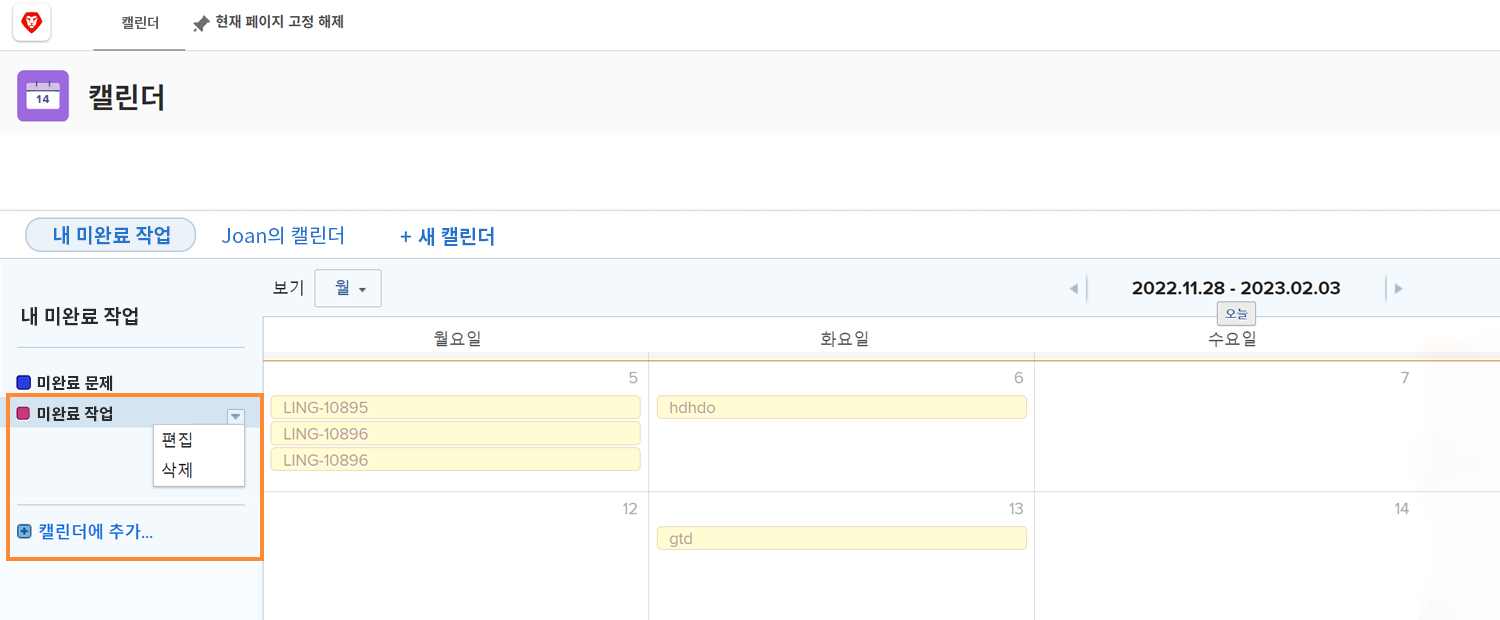 캘린더 현재 페이지 고정 해제
14 캘린더
내 미완료 작업 Joan의 캘린더 + 새 캘린더
보기 월 2022.11.28 - 2023.02.03
오늘
내 미완료 작업
월요일 화요일 수요일
미완료 문제
미완료 작업
편집
삭제
캘린더에 추가...
5 6 7
LING-10895 hdhdo
LING-10896
LING-10896
12 13 14
gtd